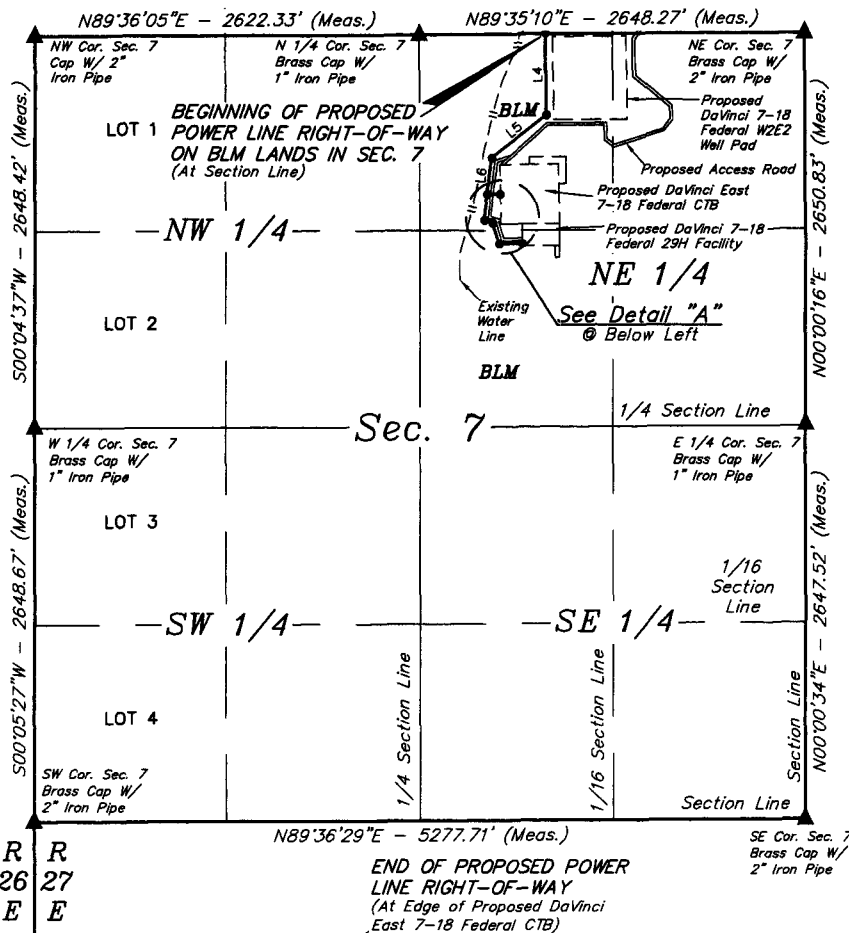 N89°36'05"E - 2622.33' (Meas.)
N89°35'10"E - 2648.27' (Meas.)
NW Cor. Sec. 7
Cap W/ 2"
Iron Pipe
N 1/4 Cor. Sec. 7
Brass Cap W/
1" Iron Pipe
NE Cor. Sec. 7
Brass Cap W/
2" Iron Pipe
BEGINNING OF PROPOSED
POWER LINE RIGHT-OF-WAY
ON BLM LANDS IN SEC. 7
(At Section Line)
LOT 1
BLM
L4
L5
L6
Proposed
DaVinci 7-18
Federal W2E2
Well Pad
Proposed Access Road
Proposed DaVinci East
7-18 Federal CTB
Proposed DaVinci 7-18
Federal 29H Facility
S00°04'37"W - 2648.42' (Meas.)
N00°00'16"E - 2650.83' (Meas.)
NW 1/4
NE 1/4
Existing
Water
Line
See Detail "A"
@ Below Left
LOT 2
BLM
1/4 Section Line
Sec. 7
W 1/4 Cor. Sec. 7
Brass Cap W/
1" Iron Pipe
E 1/4 Cor. Sec. 7
Brass Cap W/
1" Iron Pipe
LOT 3
1/16
Section
Line
S00°05'27"W - 2648.67' (Meas.)
N00°00'34"E - 2647.52' (Meas.)
SW 1/4
SE 1/4
1/4 Section Line
1/16 Section Line
Section Line
LOT 4
SW Cor. Sec. 7
Brass Cap W/
2" Iron Pipe
Section Line
N89°36'29"E - 5277.71' (Meas.)
SE Cor. Sec. 7
Brass Cap W/
2" Iron Pipe
R R
26 27
E E
END OF PROPOSED POWER
LINE RIGHT-OF-WAY
(At Edge of Proposed DaVinci
East 7-18 Federal CTB)